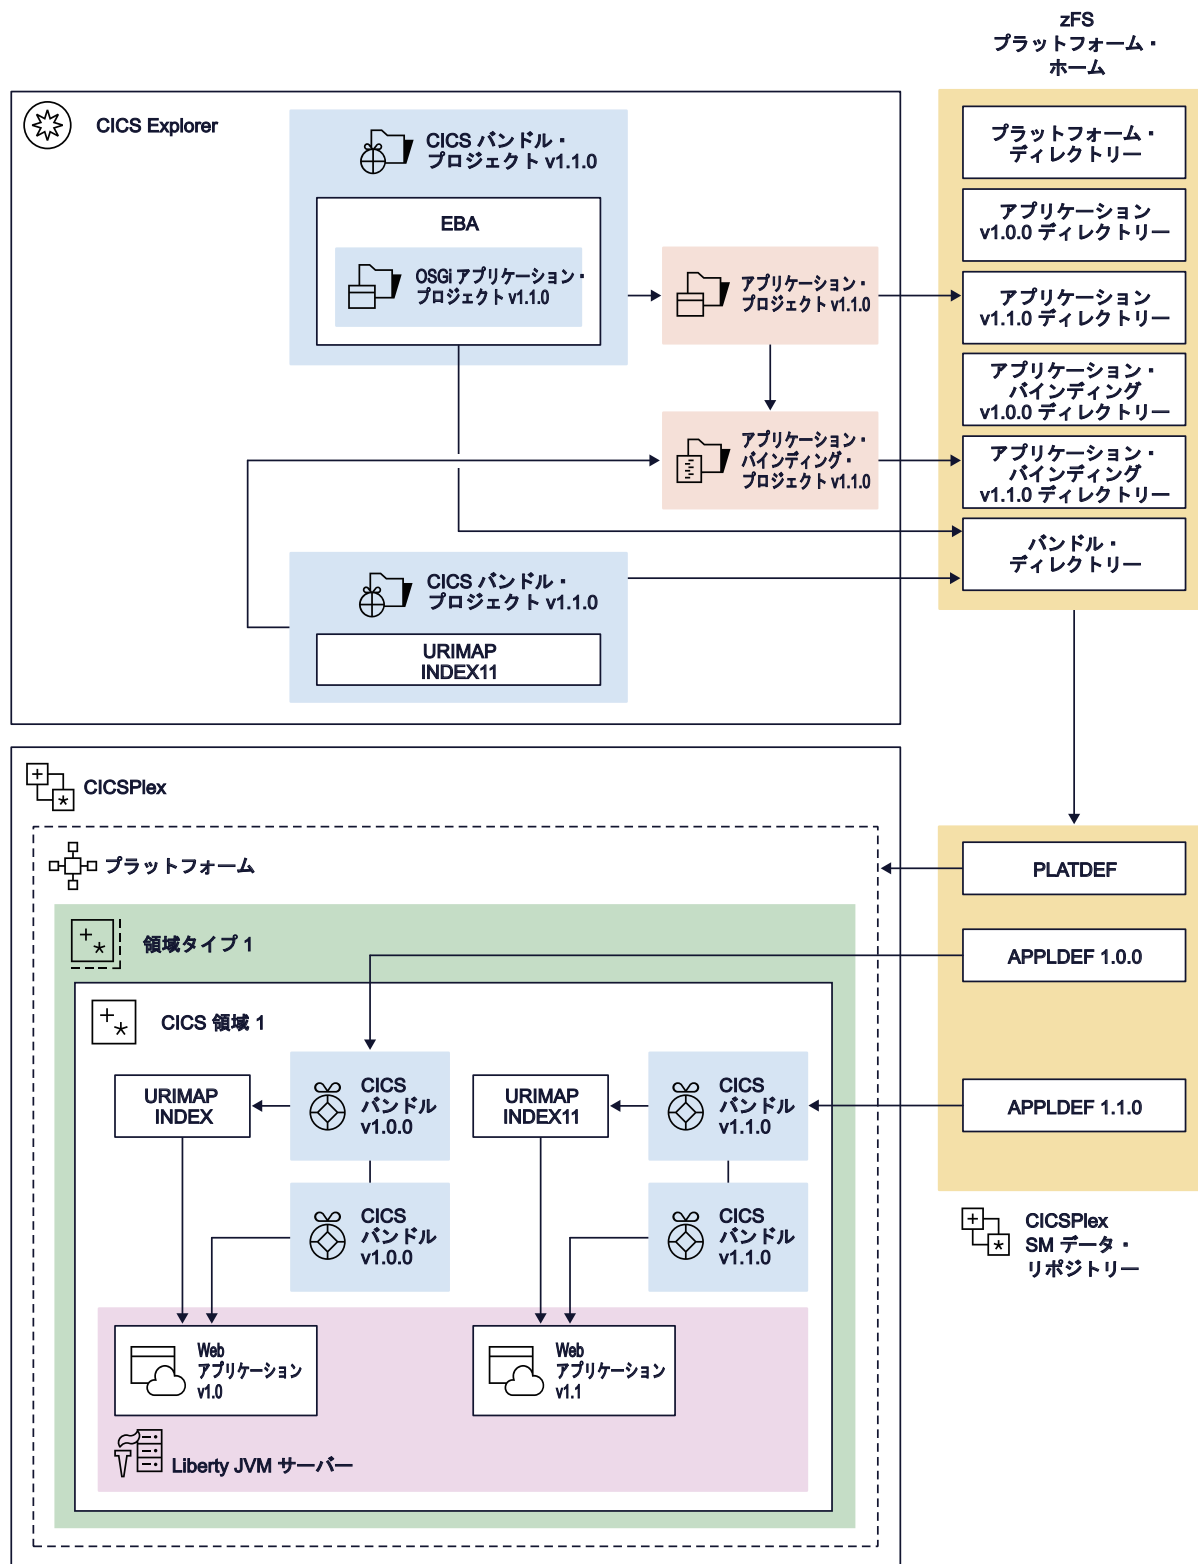 zFS
プラットフォーム・
ホーム
CICS Explorer
CICS バンドル・
プロジェクト v1.1.0
EBA
OSGi アプリケーション・
プロジェクト v1.1.0
アプリケーション・
プロジェクト v1.1.0
アプリケーション・
バインディング・
プロジェクト v1.1.0
CICS バンドル・
プロジェクト v1.1.0
URIMAP
INDEX11
プラットフォーム・
ディレクトリー
アプリケーション
v1.0.0 ディレクトリー
アプリケーション
v1.1.0 ディレクトリー
アプリケーション・
バインディング
v1.0.0 ディレクトリー
アプリケーション・
バインディング
v1.1.0 ディレクトリー
バンドル・
ディレクトリー
CICSPlex
プラットフォーム
領域タイプ 1
CICS 領域 1
URIMAP
INDEX
CICS
バンドル
v1.0.0
URIMAP
INDEX11
CICS
バンドル
v1.1.0
CICS
バンドル
v1.0.0
CICS
バンドル
v1.1.0
Web
アプリケーション
v1.0
Web
アプリケーション
v1.1
Liberty JVM サーバー
PLATDEF
APPLDEF 1.0.0
APPLDEF 1.1.0
CICSPlex
SM データ・
リポジトリー